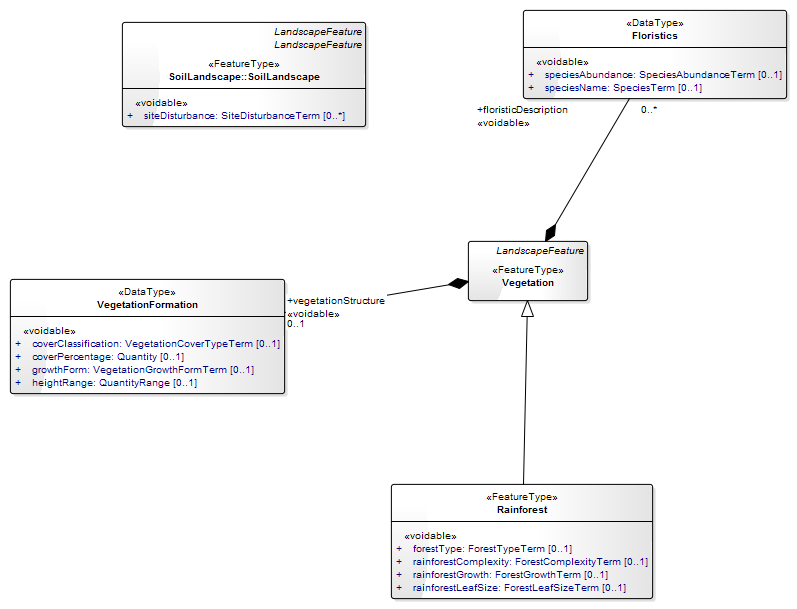 LandscapeFeature
LandscapeFeature
«FeatureType»
SoilLandscape::SoilLandscape
«voidable»
+ siteDisturbance: SiteDisturbanceTerm [0..*]
«DataType»
Floristics
«voidable»
+ speciesAbundance: SpeciesAbundanceTerm [0..1]
+ speciesName: SpeciesTerm [0..1]
+floristicDescription
0..*
«voidable»
LandscapeFeature
«FeatureType»
Vegetation
«DataType»
VegetationFormation
«voidable»
+ coverClassification: VegetationCoverTypeTerm [0..1]
+ coverPercentage: Quantity [0..1]
+ growthForm: VegetationGrowthFormTerm [0..1]
+ heightRange: QuantityRange [0..1]
+vegetationStructure
«voidable»
0..1
«FeatureType»
Rainforest
«voidable»
+ forestType: ForestTypeTerm [0..1]
+ rainforestComplexity: ForestComplexityTerm [0..1]
+ rainforestGrowth: ForestGrowthTerm [0..1]
+ rainforestLeafSize: ForestLeafSizeTerm [0..1]